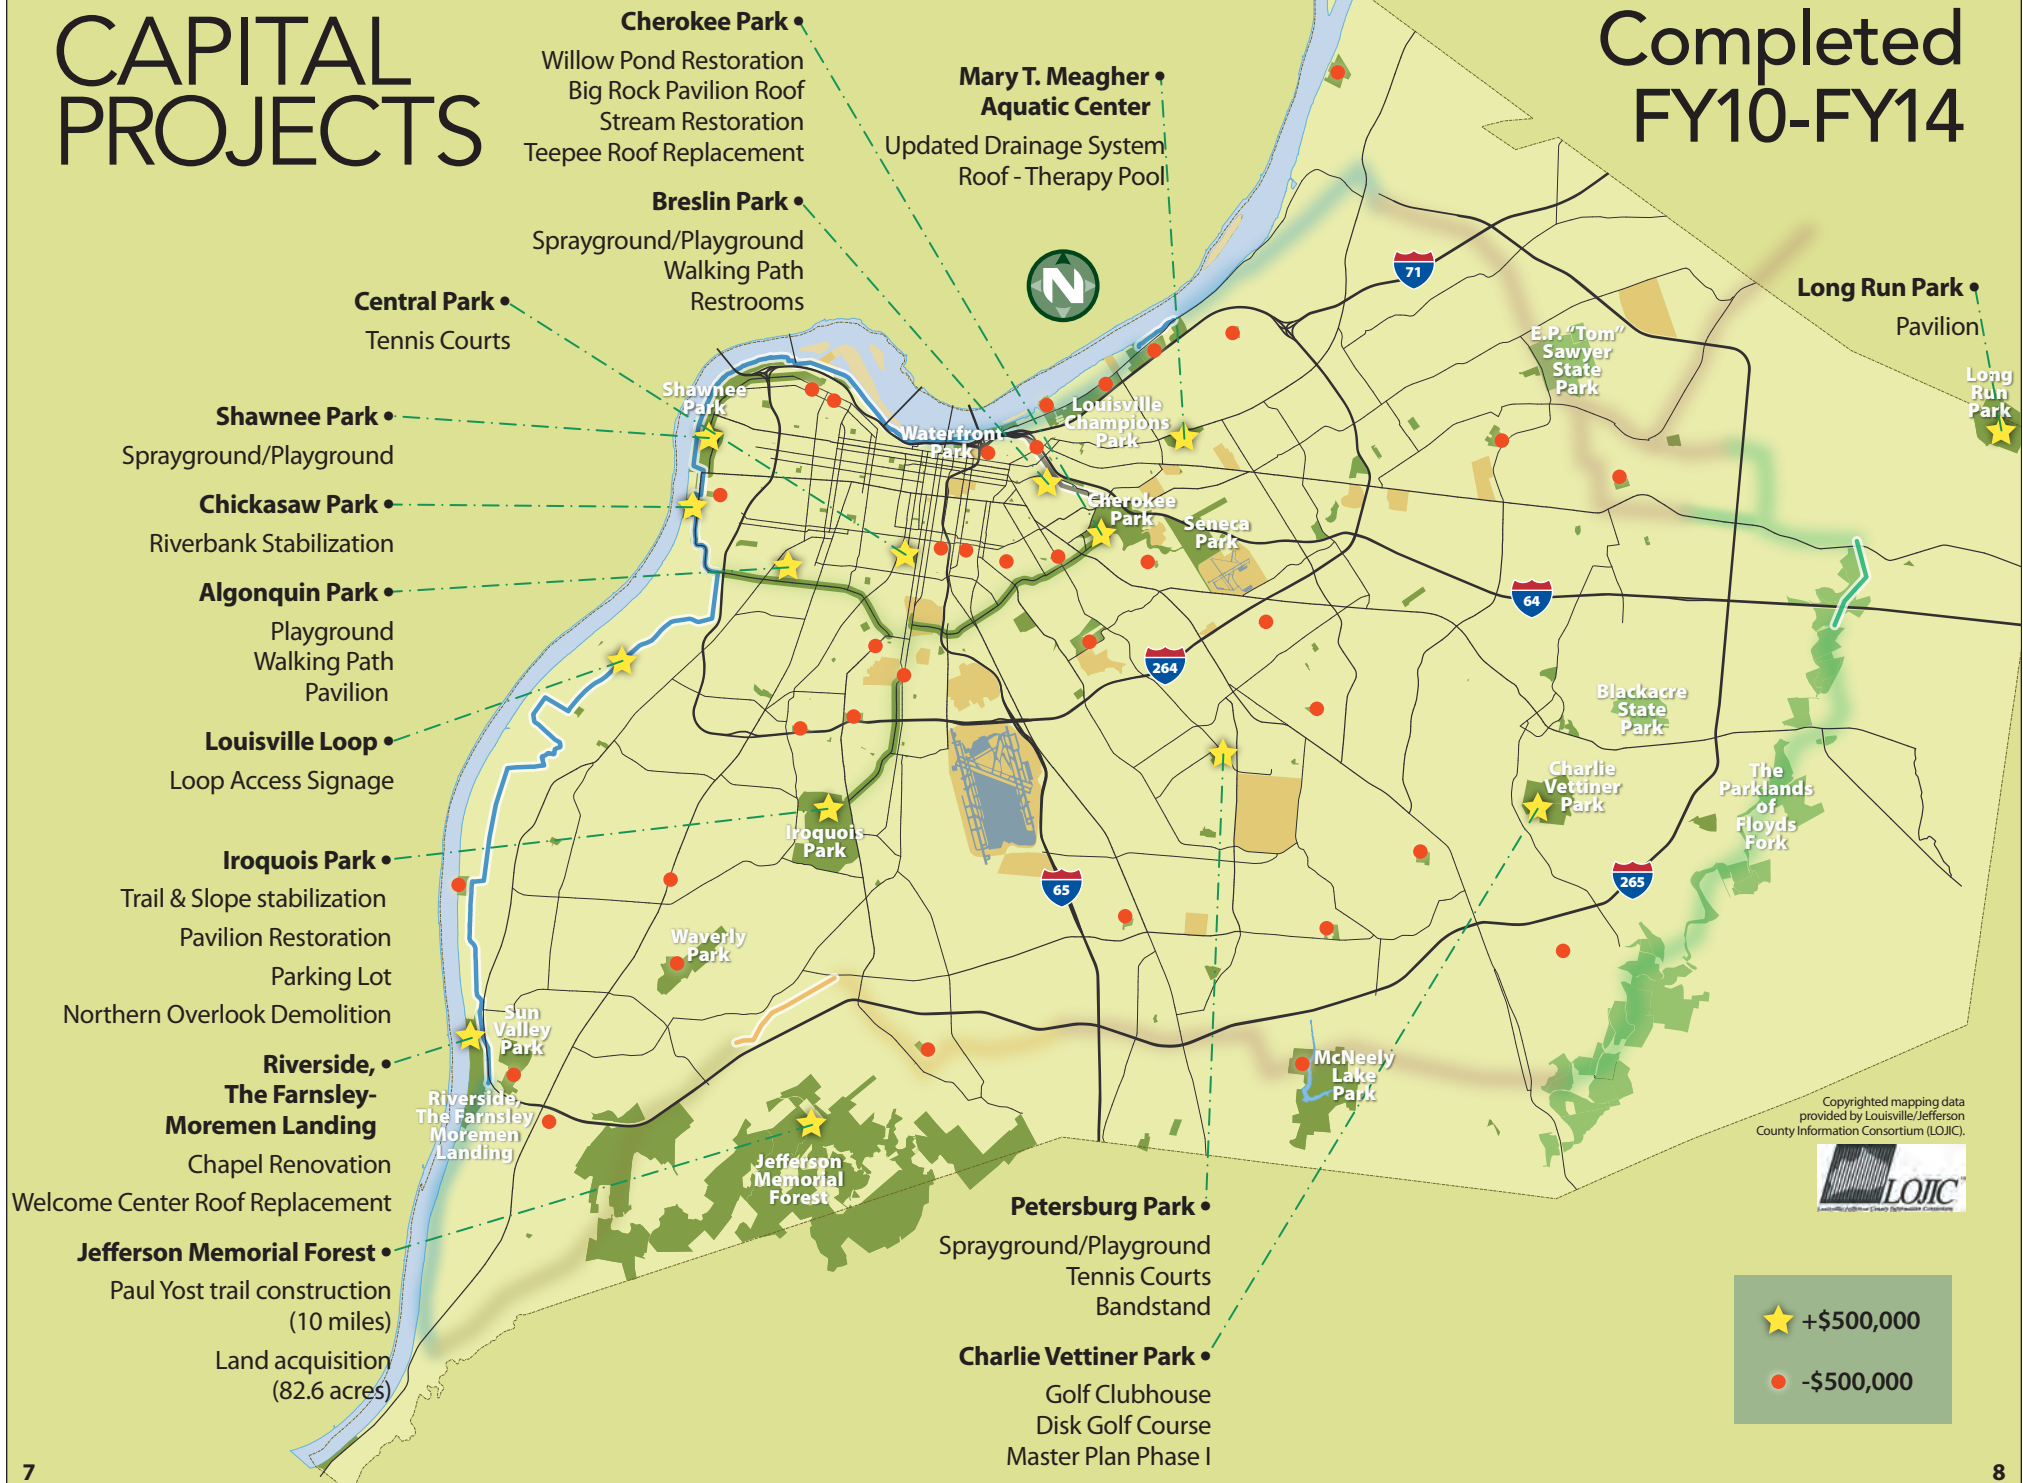 CAPITAL
PROJECTS
Completed
FY10-FY14
Cherokee Park •
Willow Pond Restoration
Big Rock Pavilion Roof
Stream Restoration
Teepee Roof Replacement
Mary T. Meagher •
Aquatic Center
Updated Drainage System
Roof - Therapy Pool
Breslin Park •
Sprayground/Playground
Walking Path
Restrooms
Central Park •
Tennis Courts
Long Run Park •
Pavilion
Shawnee Park •
Sprayground/Playground
Chickasaw Park •
Riverbank Stabilization
Algonquin Park •
Playground
Walking Path
Pavilion
Louisville Loop •
Loop Access Signage
Iroquois Park •
Trail & Slope stabilization
Pavilion Restoration
Parking Lot
Northern Overlook Demolition
Riverside, •
The Farnsley-
Moremen Landing
Chapel Renovation
Welcome Center Roof Replacement
Jefferson Memorial Forest •
Paul Yost trail construction
(10 miles)
Land acquisition
(82.6 acres)
Petersburg Park •
Sprayground/Playground
Tennis Courts
Bandstand
Charlie Vettiner Park •
Golf Clubhouse
Disk Golf Course
Master Plan Phase I
N
71
64
264
65
265
E.P. "Tom"
Sawyer
State
Park
Long
Run
Park
Shawnee
Park
Waterfront
Park
Louisville
Champions
Park
Cherokee
Park
Seneca
Park
Blackacre
State
Park
Charlie
Vettiner
Park
The
Parklands
of
Floyds
Fork
Iroquois
Park
Waverly
Park
Sun
Valley
Park
Riverside,
The Farnsley
Moremen
Landing
Jefferson
Memorial
Forest
McNeely
Lake
Park
Copyrighted mapping data
provided by Louisville/Jefferson
County Information Consortium (LOJIC).
LOJIC
Louisville/Jefferson County Information Consortium
+$500,000
-$500,000
7
8